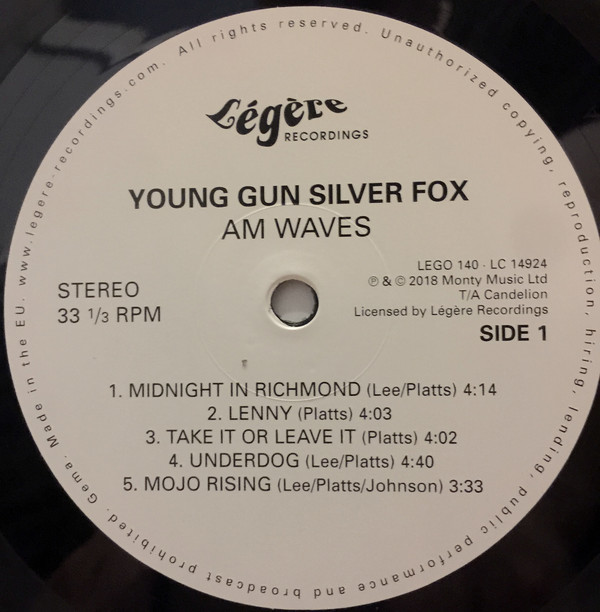 Légère
RECORDINGS
YOUNG GUN SILVER FOX
AM WAVES
STEREO
33 1/3 RPM
LEGO 140 · LC 14924
℗ & © 2018 Monty Music Ltd
T/A Candelion
Licensed by Légère Recordings
SIDE 1
1. MIDNIGHT IN RICHMOND (Lee/Platts) 4:14
2. LENNY (Platts) 4:03
3. TAKE IT OR LEAVE IT (Platts) 4:02
4. UNDERDOG (Lee/Platts) 4:40
5. MOJO RISING (Lee/Platts/Johnson) 3:33
www.legere-recordings.com. All rights reserved. Unauthorized copying, reproduction, hiring, lending, public performance and broadcast prohibited. Gema. Made in the EU.